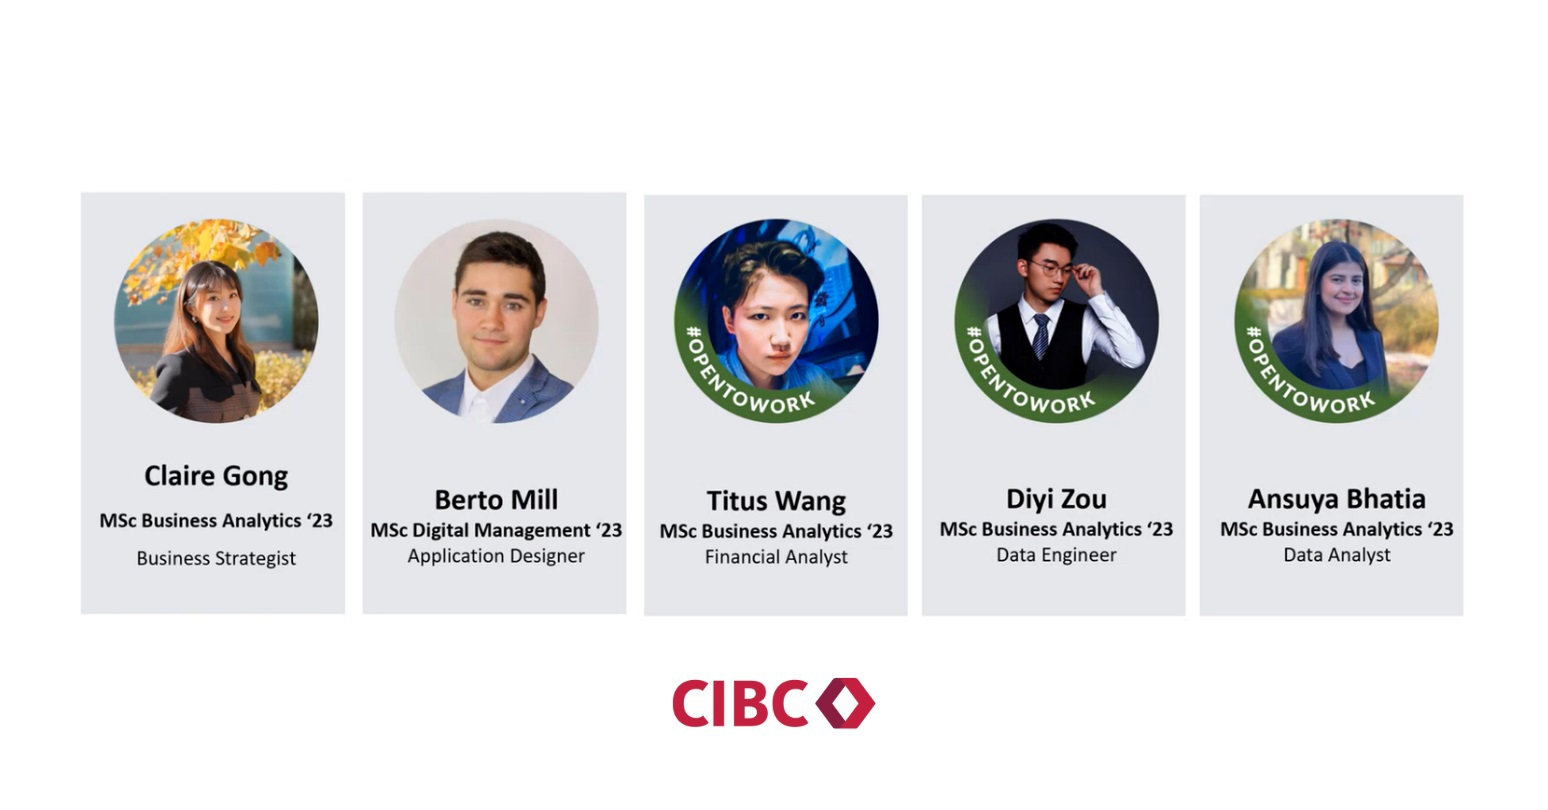 #OPENTOWORK
#OPENTOWORK
#OPENTOWORK
Claire Gong
MSc Business Analytics ‘23
Business Strategist
Berto Mill
MSc Digital Management ‘23
Application Designer
Titus Wang
MSc Business Analytics ‘23
Financial Analyst
Diyi Zou
MSc Business Analytics ‘23
Data Engineer
Ansuya Bhatia
MSc Business Analytics ‘23
Data Analyst
CIBC